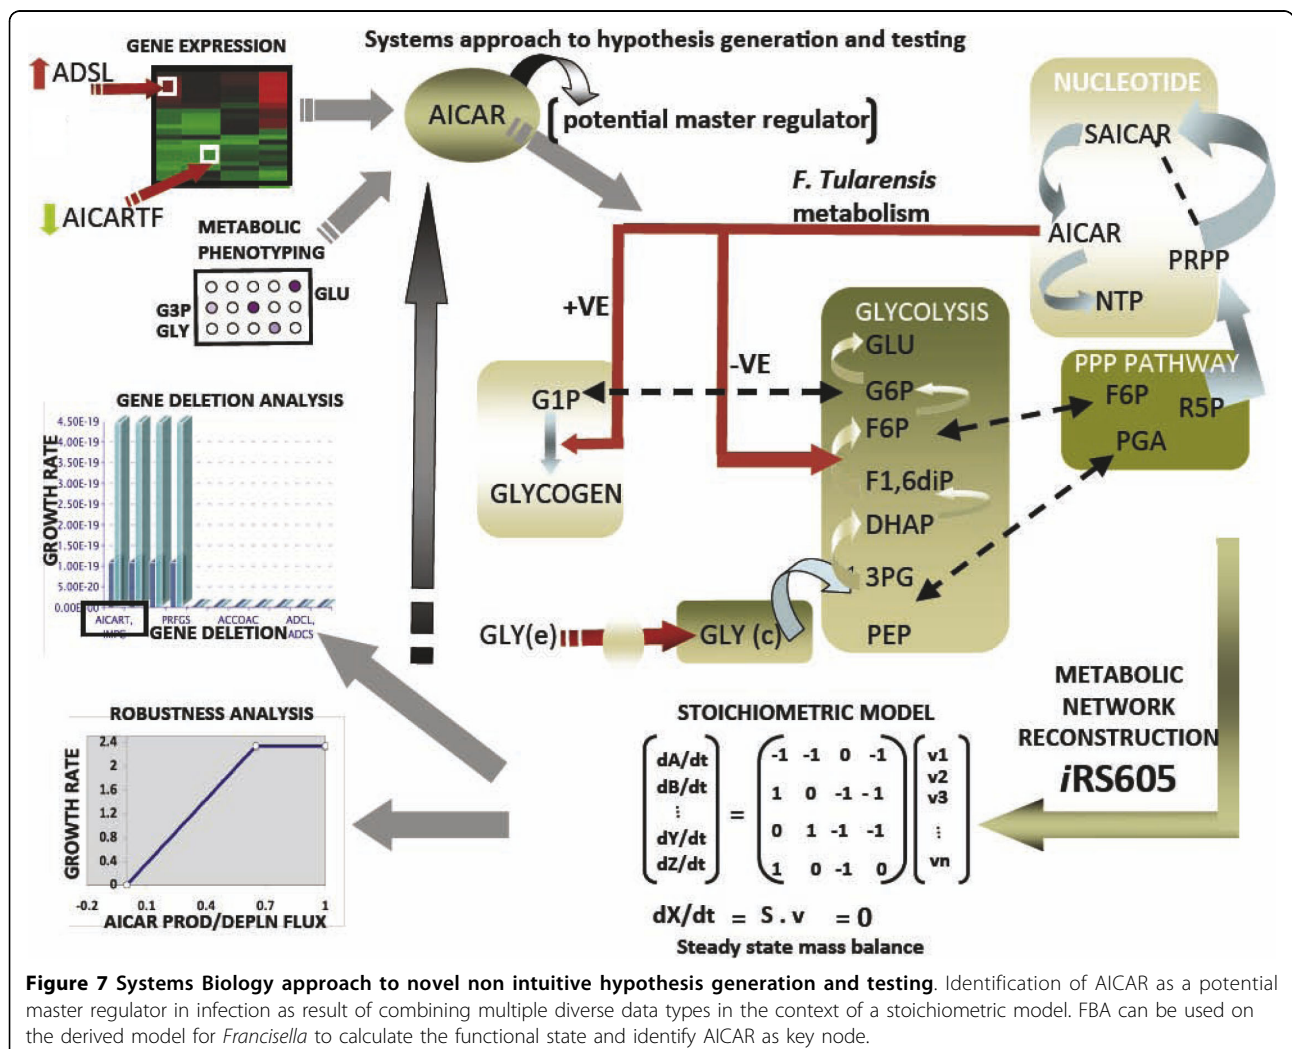 Systems approach to hypothesis generation and testing
GENE EXPRESSION
ADSL
AICARTF
AICAR
potential master regulator
METABOLIC
PHENOTYPING
GLU
G3P
GLY
F. Tularensis
metabolism
NUCLEOTIDE
SAICAR
AICAR
PRPP
NTP
+VE
-VE
G1P
GLYCOGEN
GLYCOLYSIS
GLU
G6P
F6P
F1,6diP
DHAP
3PG
PEP
PPP PATHWAY
F6P
R5P
PGA
GLY(e)
GLY (c)
GENE DELETION ANALYSIS
GROWTH RATE
4.50E-19
4.00E-19
3.50E-19
3.00E-19
2.50E-19
2.00E-19
1.50E-19
1.00E-19
5.00E-20
0.00E+00
AICART, PRFGS ACCOAC ADCL,
IMPC ADCS
GENE DELETION
ROBUSTNESS ANALYSIS
GROWTH RATE
2.4
2
1.6
1.2
0.8
0.4
0
-0.2 0.1 0.4 0.7 1
AICAR PROD/DEPLN FLUX
STOICHIOMETRIC MODEL
dA/dt
dB/dt
⋮
dY/dt
dZ/dt
=
-1 -1 0 -1
1 0 -1 -1
0 1 -1 -1
1 0 -1 0
v1
v2
v3
⋮
vn
dX/dt = S . v = 0
Steady state mass balance
METABOLIC
NETWORK
RECONSTRUCTION
iRS605
Figure 7 Systems Biology approach to novel non intuitive hypothesis generation and testing. Identification of AICAR as a potential
master regulator in infection as result of combining multiple diverse data types in the context of a stoichiometric model. FBA can be used on
the derived model for Francisella to calculate the functional state and identify AICAR as key node.